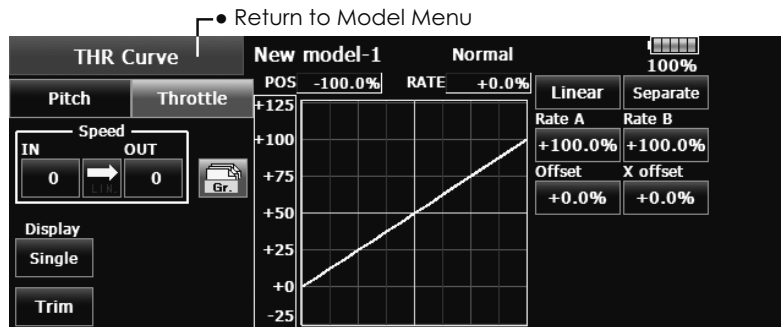 ● Return to Model Menu
THR Curve
New model-1
Normal
100%
Pitch
Throttle
POS -100.0%
RATE +0.0%
Linear
Separate
Speed
IN
OUT
0
LIN.
0
Gr.
Display
Single
Trim
+125
+100
+75
+50
+25
+0
-25
Rate A
Rate B
+100.0%
+100.0%
Offset
X offset
+0.0%
+0.0%